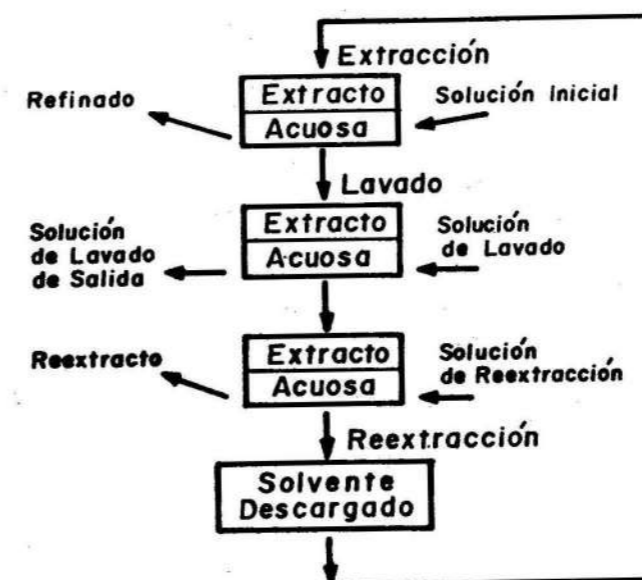 Extracción
Refinado
Extracto
Acuosa
Solución Inicial
Lavado
Solución
de Lavado
de Salida
Extracto
Acuosa
Solución
de Lavado
Reextracto
Extracto
Acuosa
Solución
de Reextracción
Reextracción
Solvente
Descargado